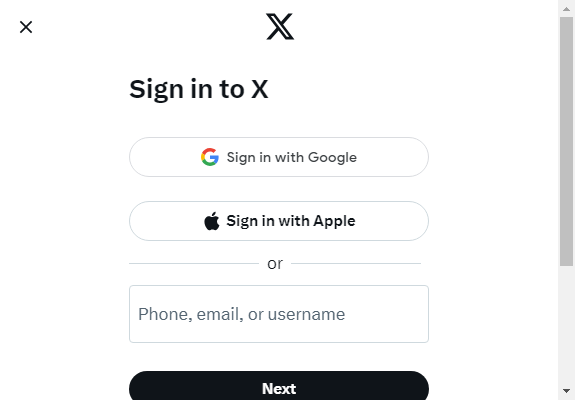 Sign in to X
Sign in with Google
Sign in with Apple
or
Phone, email, or username
Next